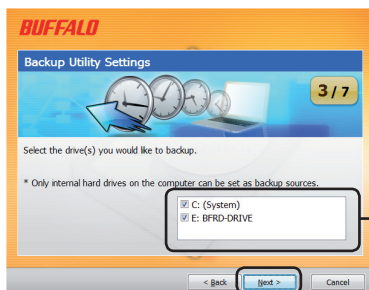 BUFFALO
Backup Utility Settings
3 / 7
Select the drive(s) you would like to backup.
* Only internal hard drives on the computer can be set as backup sources.
C: (System)
E: BFRD-DRIVE
< Back
Next >
Cancel